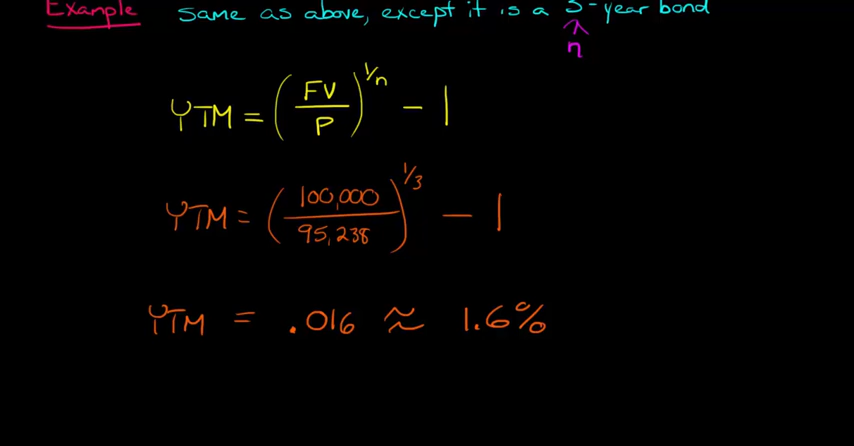 Example Same as above, except it is a 3-year bond
n
YTM = (FV/P)^1/n - 1
YTM = (100,000/95,238)^1/3 - 1
YTM = .016 ≈ 1.6%